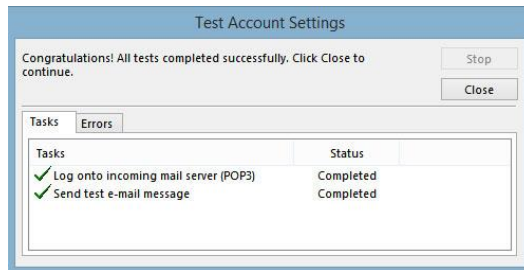 Test Account Settings
Congratulations! All tests completed successfully. Click Close to
continue.
Stop
Close
Tasks Errors
Tasks Status
Log onto incoming mail server (POP3) Completed
Send test e-mail message Completed